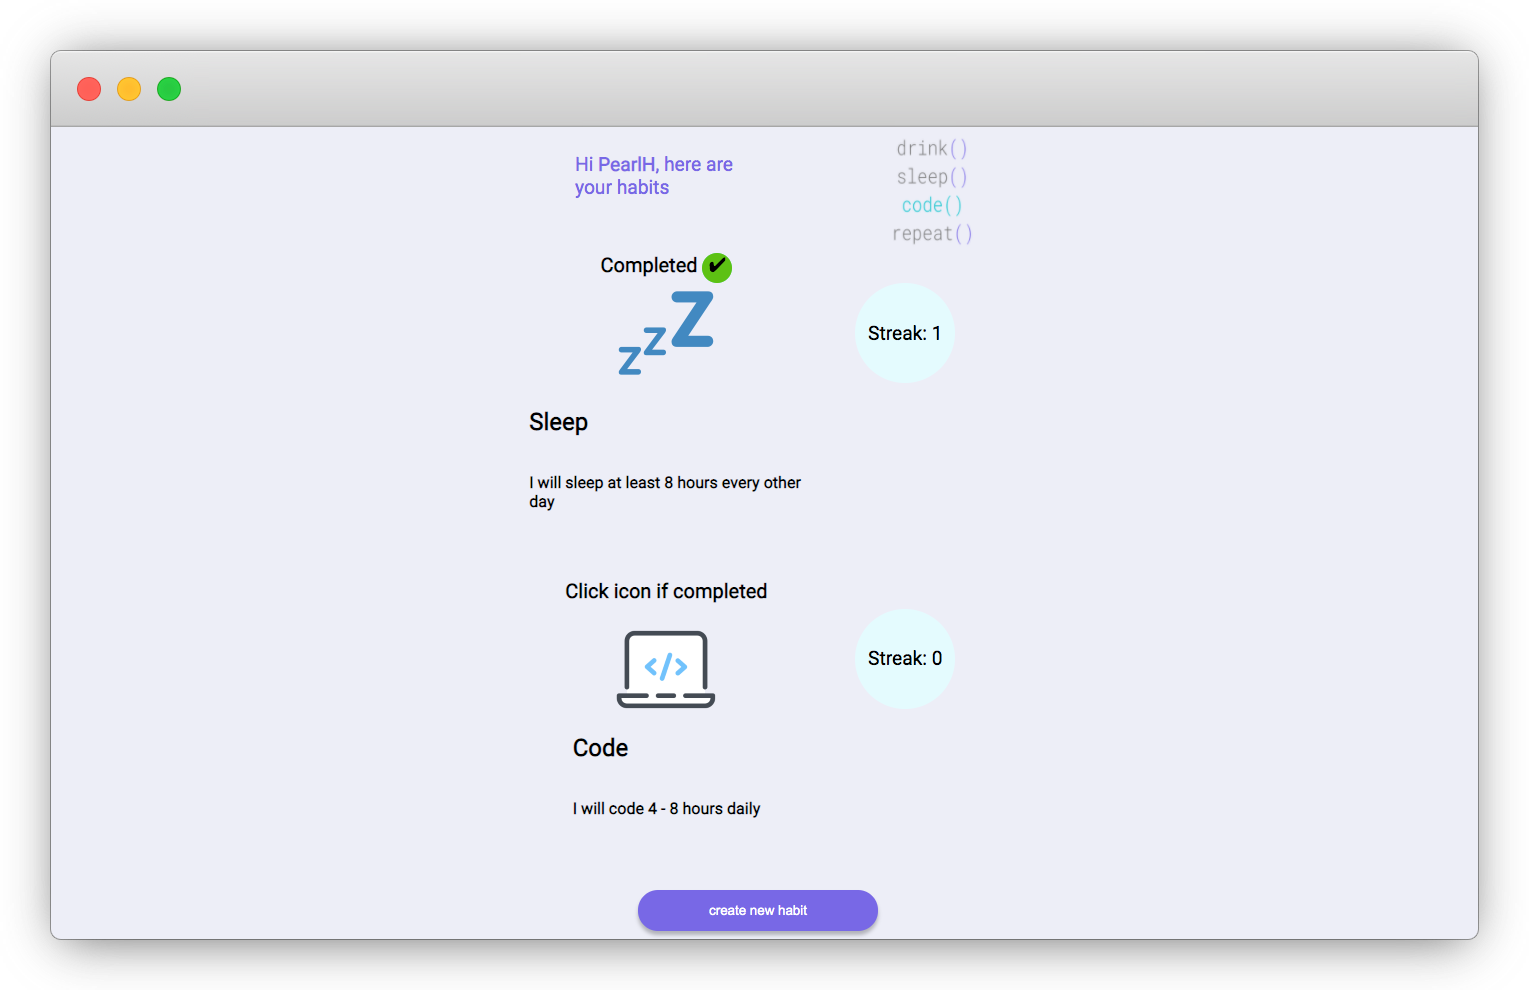 Hi PearlH, here are
your habits
drink()
sleep()
code()
repeat()
Completed ✔
z z Z
Streak: 1
Sleep
I will sleep at least 8 hours every other
day
Click icon if completed
</>
Streak: 0
Code
I will code 4 - 8 hours daily
create new habit